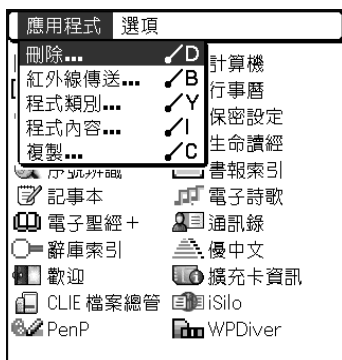 應用程式 選項
刪除... ✓D
紅外線傳送... ✓B
程式類別... ✓Y
程式內容... ✓I
複製... ✓C
計算機
行事曆
保密設定
生命讀經
書報索引
記事本 電子詩歌
電子聖經+ 通訊錄
辭庫索引 優中文
歡迎 擴充卡資訊
CLIE 檔案總管 iSilo
PenP WPDiver